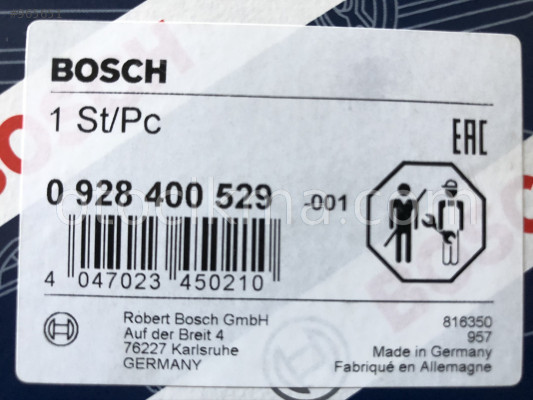 BOSCH
1 St/Pc
EAC
0 928 400 529 -001
4 047023 450210
Robert Bosch GmbH
Auf der Breit 4
76227 Karlsruhe
GERMANY
816350
957
Made in Germany
Fabriqué en Allemagne